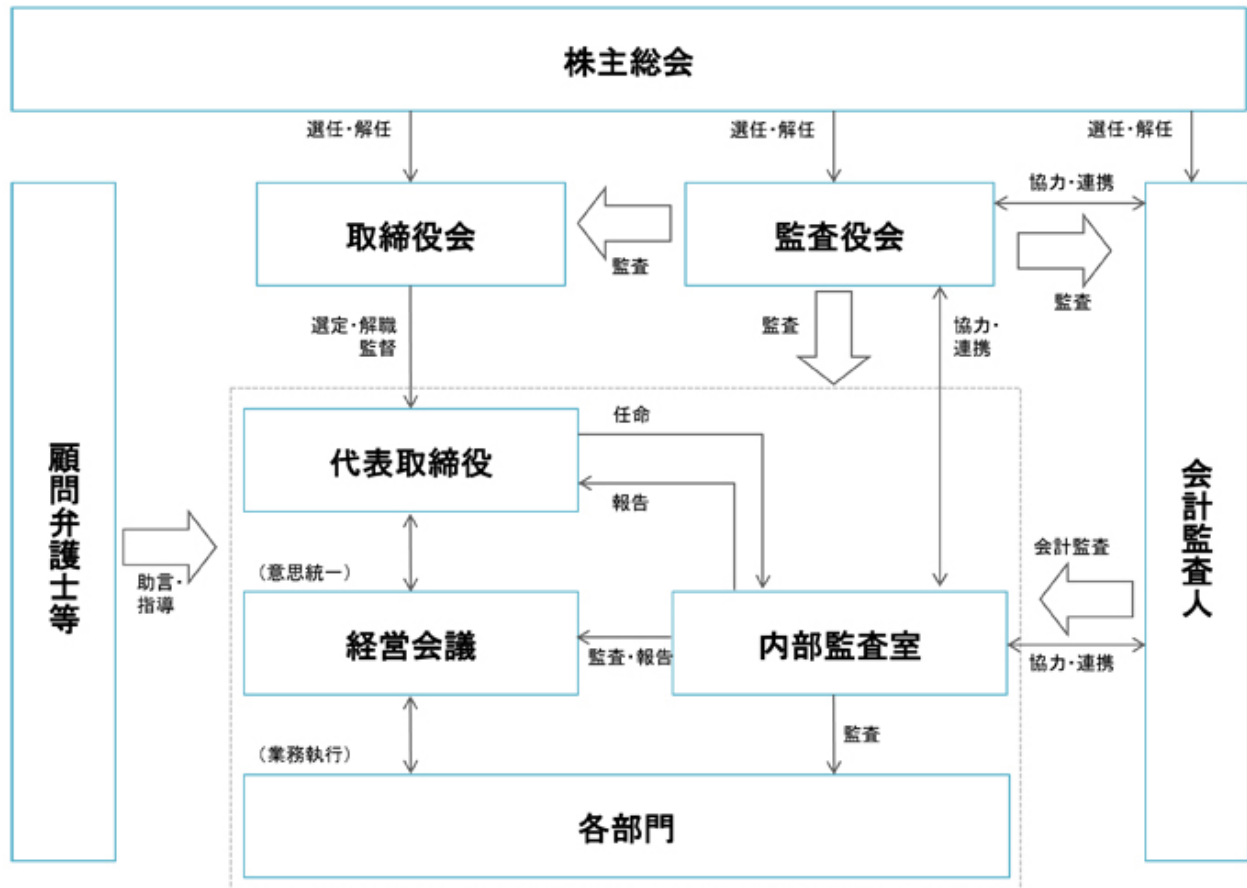 株主総会
選任・解任
選任・解任
選任・解任
取締役会
監査役会
協力・連携
監査
監査
選定・解職
監督
監査
協力・
連携
顧問弁護士等
会計監査人
代表取締役
任命
報告
助言・
指導
(意思統一)
会計監査
経営会議
監査・報告
内部監査室
協力・連携
(業務執行)
監査
各部門